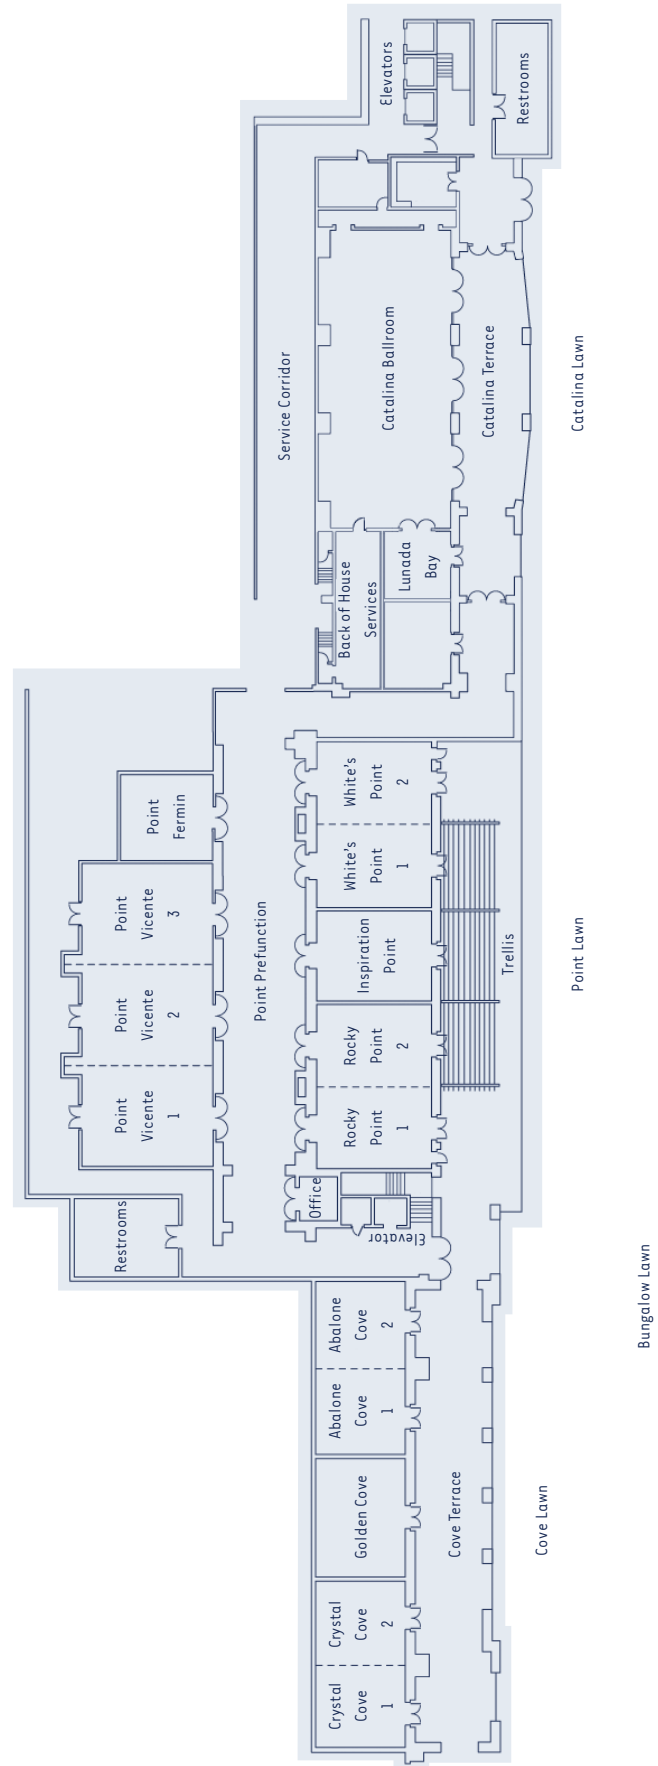 Elevators
Restrooms
Service Corridor
Catalina Ballroom
Catalina Terrace
Catalina Lawn
Back of House
Services
Lunada
Bay
Point
Fermin
White's
Point
2
White's
Point
1
Point
Vicente
3
Point
Vicente
2
Point
Vicente
1
Point Prefunction
Inspiration
Point
Rocky
Point
2
Rocky
Point
1
Trellis
Point Lawn
Restrooms
Office
Elevator
Bungalow Lawn
Abalone
Cove
2
Abalone
Cove
1
Golden Cove
Crystal
Cove
2
Crystal
Cove
1
Cove Terrace
Cove Lawn